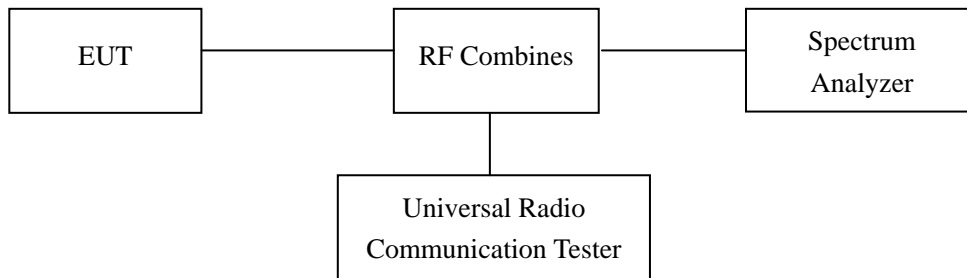 EUT
RF Combines
Spectrum
Analyzer
Universal Radio
Communication Tester